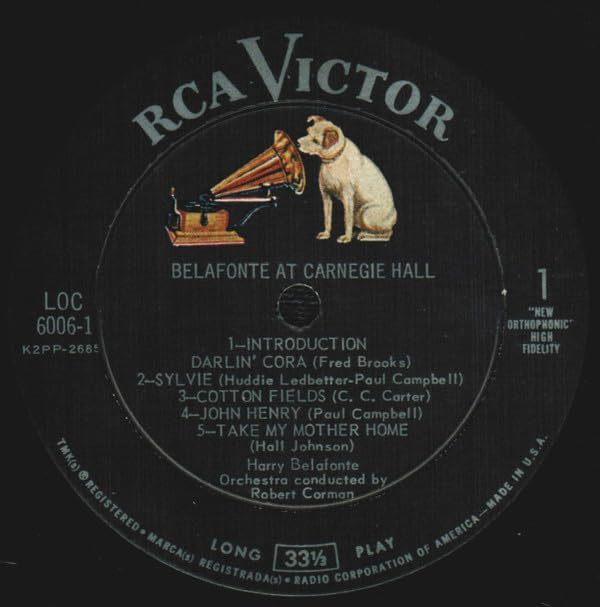 RCA VICTOR
BELAFONTE AT CARNEGIE HALL
LOC
6006-1
K2PP-2685
1
"NEW
ORTHOPHONIC"
HIGH
FIDELITY
1—INTRODUCTION
DARLIN' CORA (Fred Brooks)
2—SYLVIE (Huddie Ledbetter-Paul Campbell)
3—COTTON FIELDS (C. C. Carter)
4—JOHN HENRY (Paul Campbell)
5—TAKE MY MOTHER HOME
(Hall Johnson)
Harry Belafonte
Orchestra conducted by
Robert Corman
LONG 33⅓ PLAY
TMK(s) ® REGISTERED • MARCA(s) REGISTRADA(s) • RADIO CORPORATION OF AMERICA—MADE IN U.S.A.